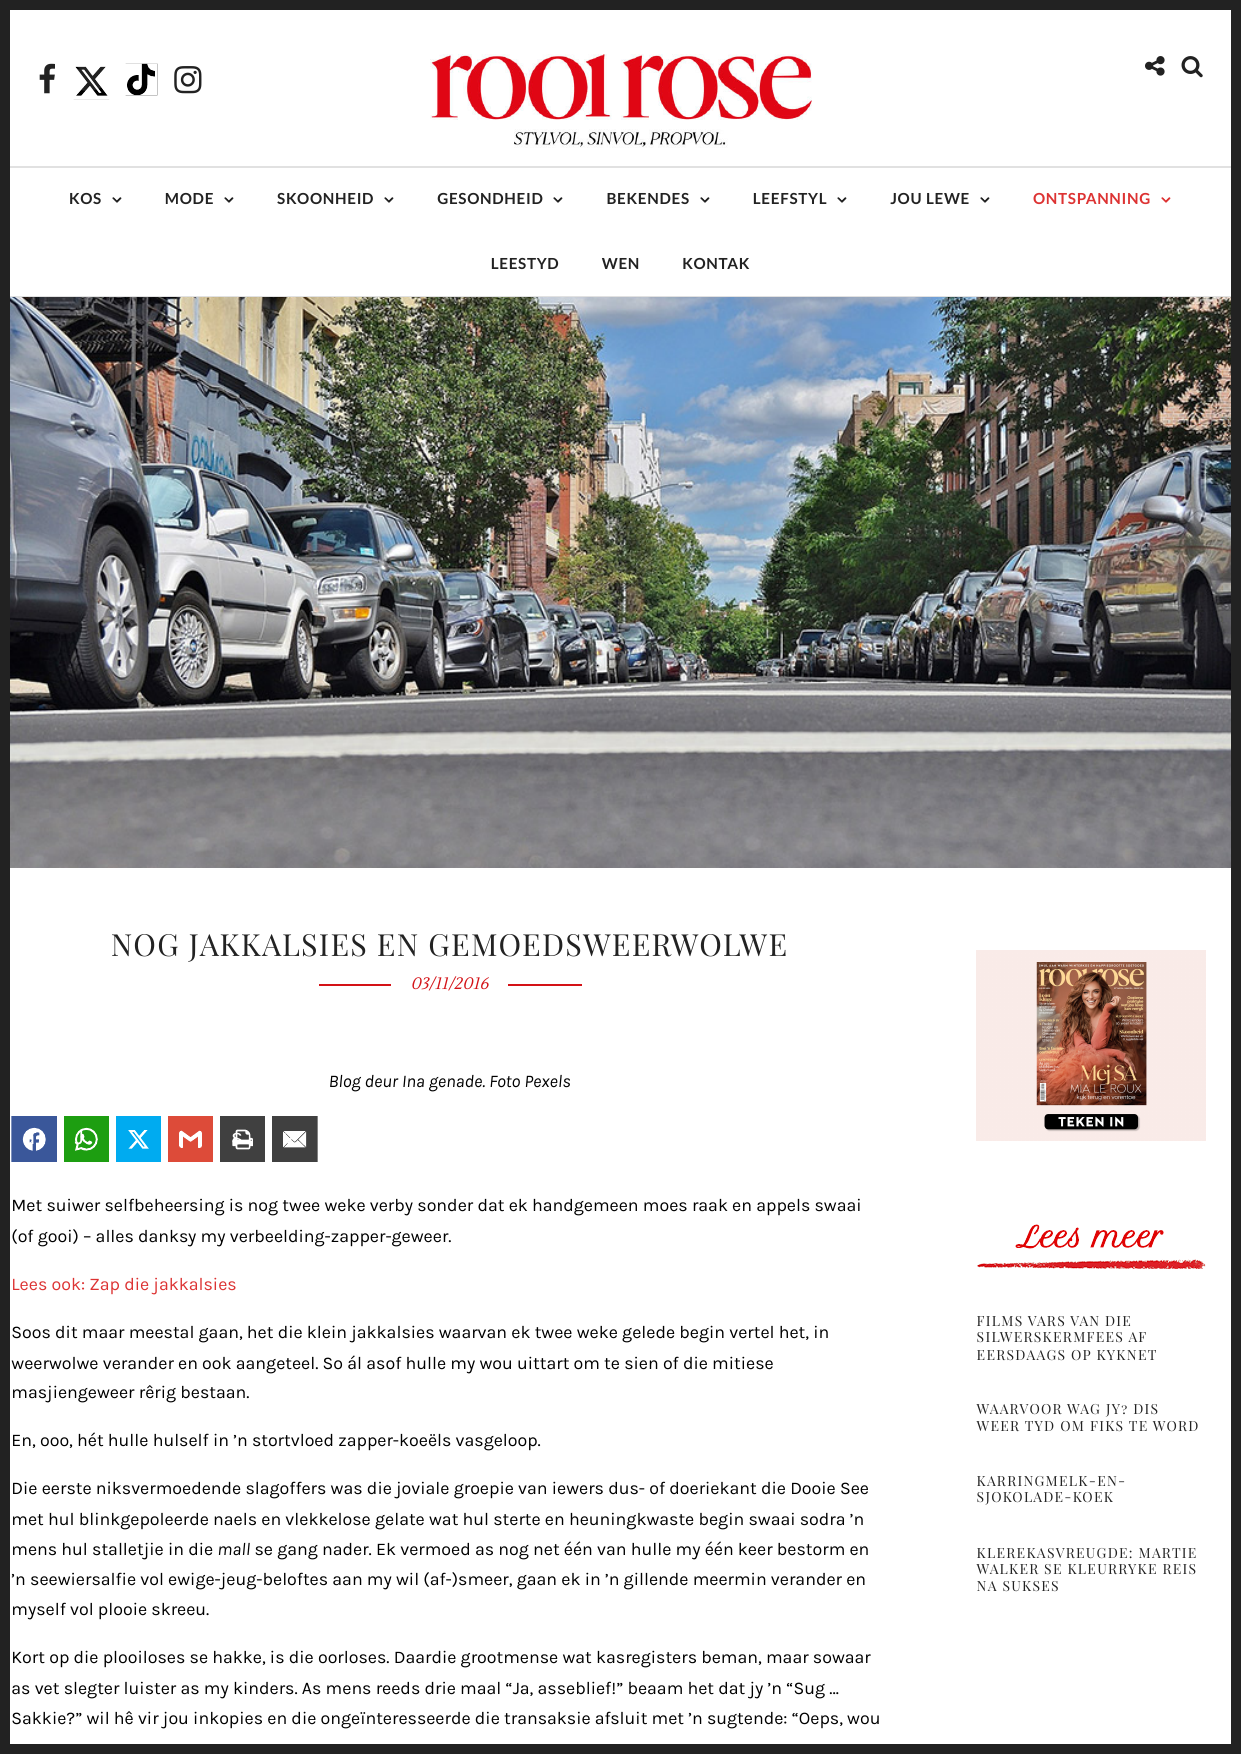 rooi rose
STYLVOL, SINVOL, PROPVOL.
KOS
MODE
SKOONHEID
GESONDHEID
BEKENDES
LEEFSTYL
JOU LEWE
ONTSPANNING
LEESTYD
WEN
KONTAK
NOG JAKKALSIES EN GEMOEDSWEERWOLWE
03/11/2016
Blog deur Ina genade. Foto Pexels
Met suiwer selfbeheersing is nog twee weke verby sonder dat ek handgemeen moes raak en appels swaai
(of gooi) – alles danksy my verbeelding-zapper-geweer.
Lees ook: Zap die jakkalsies
Soos dit maar meestal gaan, het die klein jakkalsies waarvan ek twee weke gelede begin vertel het, in
weerwolwe verander en ook aangeteel. So ál asof hulle my wou uittart om te sien of die mitiese
masjiengeweer rêrig bestaan.
En, ooo, hét hulle hulself in ’n stortvloed zapper-koeëls vasgeloop.
Die eerste niksvermoedende slagoffers was die joviale groepie van iewers dus- of doeriekant die Dooie See
met hul blinkgepoleerde naels en vlekkelose gelate wat hul sterte en heuningkwaste begin swaai sodra ’n
mens hul stalletjie in die mall se gang nader. Ek vermoed as nog net één van hulle my één keer bestorm en
’n seewiersalfie vol ewige-jeug-beloftes aan my wil (af-)smeer, gaan ek in ’n gillende meermin verander en
myself vol plooie skreeu.
Kort op die plooiloses se hakke, is die oorloses. Daardie grootmense wat kasregisters beman, maar sowaar
as vet slegter luister as my kinders. As mens reeds drie maal “Ja, asseblief!” beaam het dat jy ’n “Sug ...
Sakkie?” wil hê vir jou inkopies en die ongeïnteresseerde die transaksie afsluit met ’n sugtende: “Oeps, wou
rooi rose
Mej SA
MIA LE ROUX
kyk terug en vorentoe
TEKEN IN
Lees meer
FILMS VARS VAN DIE
SILWERSKERMFEES AF
EERSDAAGS OP KYKNET
WAARVOOR WAG JY? DIS
WEER TYD OM FIKS TE WORD
KARRINGMELK-EN-
SJOKOLADE-KOEK
KLEREKASVREUGDE: MARTIE
WALKER SE KLEURRYKE REIS
NA SUKSES